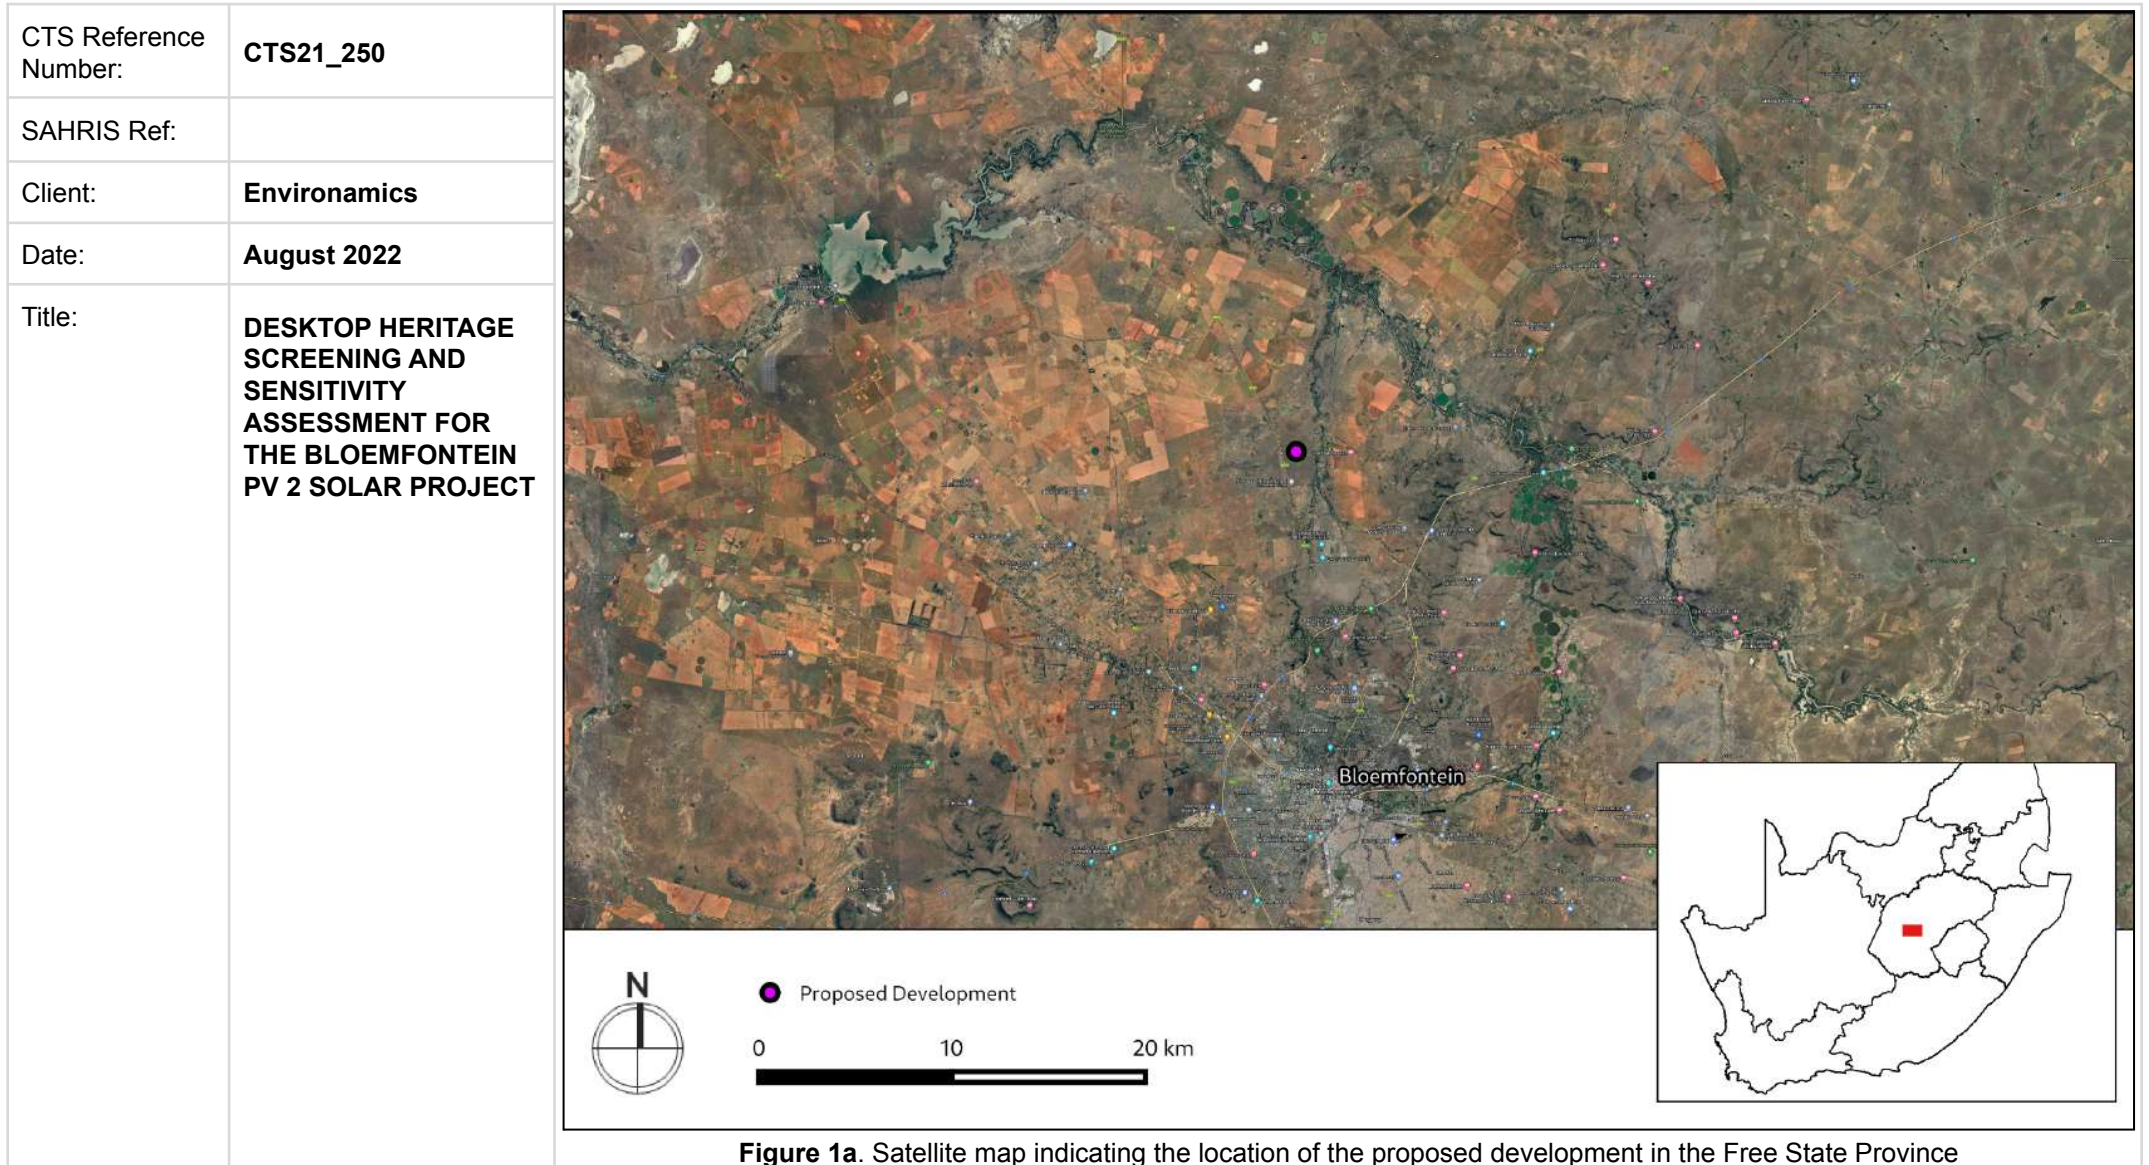 CTS Reference
Number:
CTS21_250
SAHRIS Ref:
Client:
Environamics
Date:
August 2022
Title:
DESKTOP HERITAGE
SCREENING AND
SENSITIVITY
ASSESSMENT FOR
THE BLOEMFONTEIN
PV 2 SOLAR PROJECT
Bloemfontein
N
Proposed Development
0 10 20 km
Figure 1a. Satellite map indicating the location of the proposed development in the Free State Province